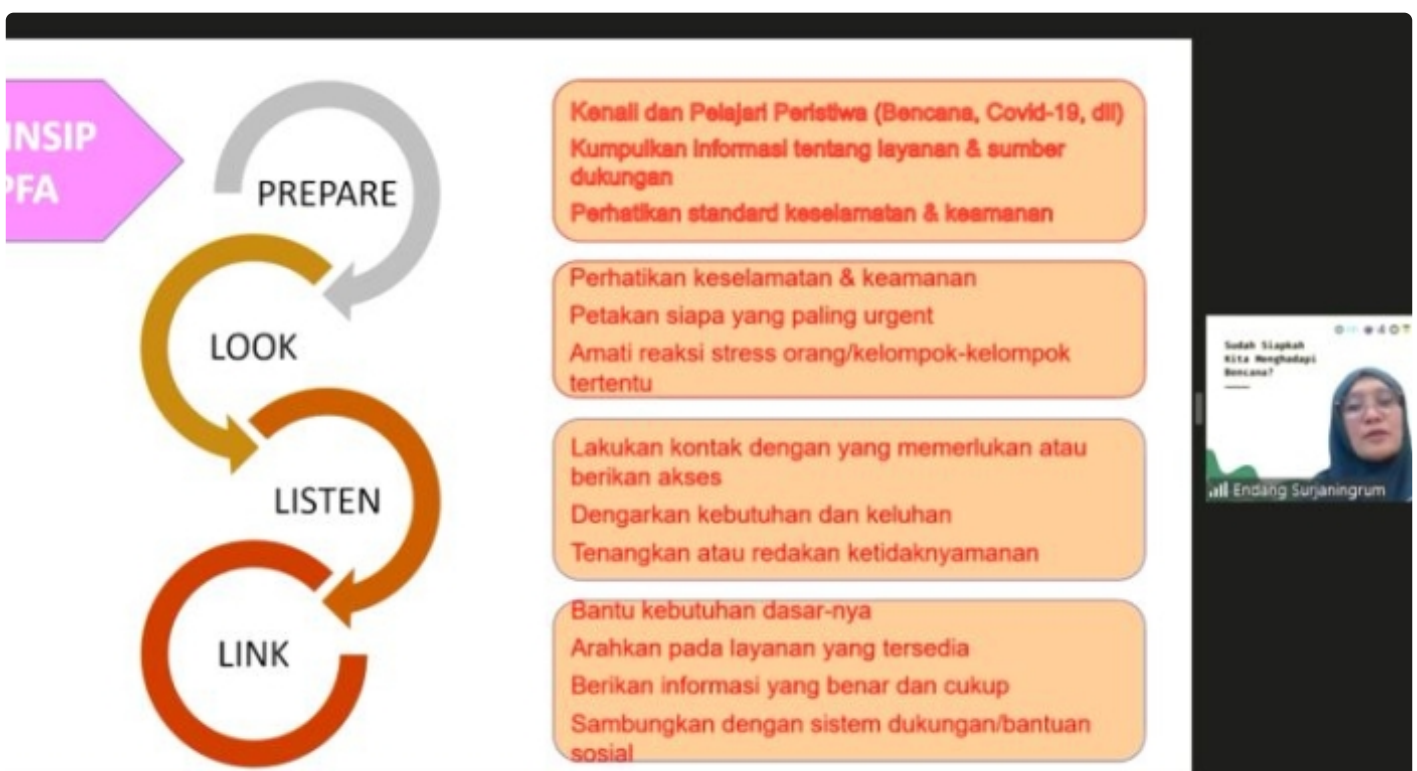 INSIP
PFA
PREPARE
Kenali dan Pelajari Peristiwa (Bencana, Covid-19, dll)
Kumpulkan informasi tentang layanan & sumber
dukungan
Perhatikan standard keselamatan & keamanan
LOOK
Perhatikan keselamatan & keamanan
Petakan siapa yang paling urgent
Amati reaksi stress orang/kelompok-kelompok
tertentu
LISTEN
Lakukan kontak dengan yang memerlukan atau
berikan akses
Dengarkan kebutuhan dan keluhan
Tenangkan atau redakan ketidaknyamanan
LINK
Bantu kebutuhan dasar-nya
Arahkan pada layanan yang tersedia
Berikan informasi yang benar dan cukup
Sambungkan dengan sistem dukungan/bantuan
sosial
Sudah Siapkah
Kita Menghadapi
Bencana?
Endang Surjaningrum